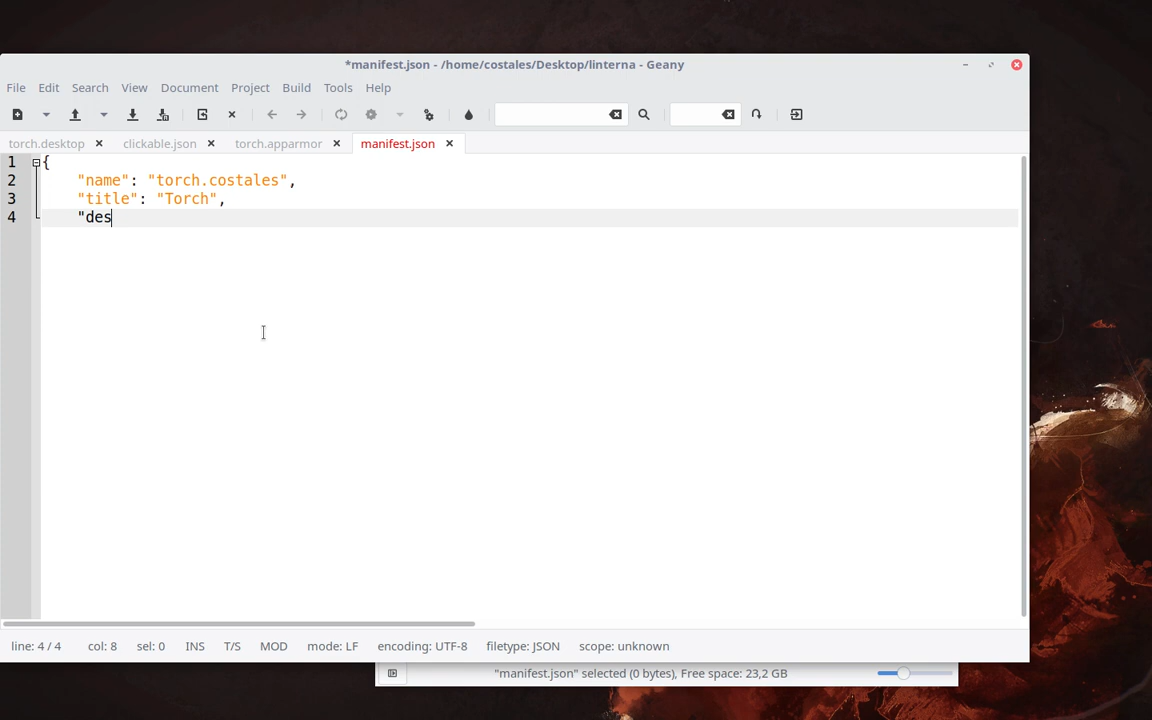 *manifest.json - /home/costales/Desktop/linterna - Geany
File Edit Search View Document Project Build Tools Help
torch.desktop clickable.json torch.apparmor manifest.json
1 {
2 "name": "torch.costales",
3 "title": "Torch",
4 "des
line: 4 / 4 col: 8 sel: 0 INS T/S MOD mode: LF encoding: UTF-8 filetype: JSON scope: unknown
"manifest.json" selected (0 bytes), Free space: 23,2 GB